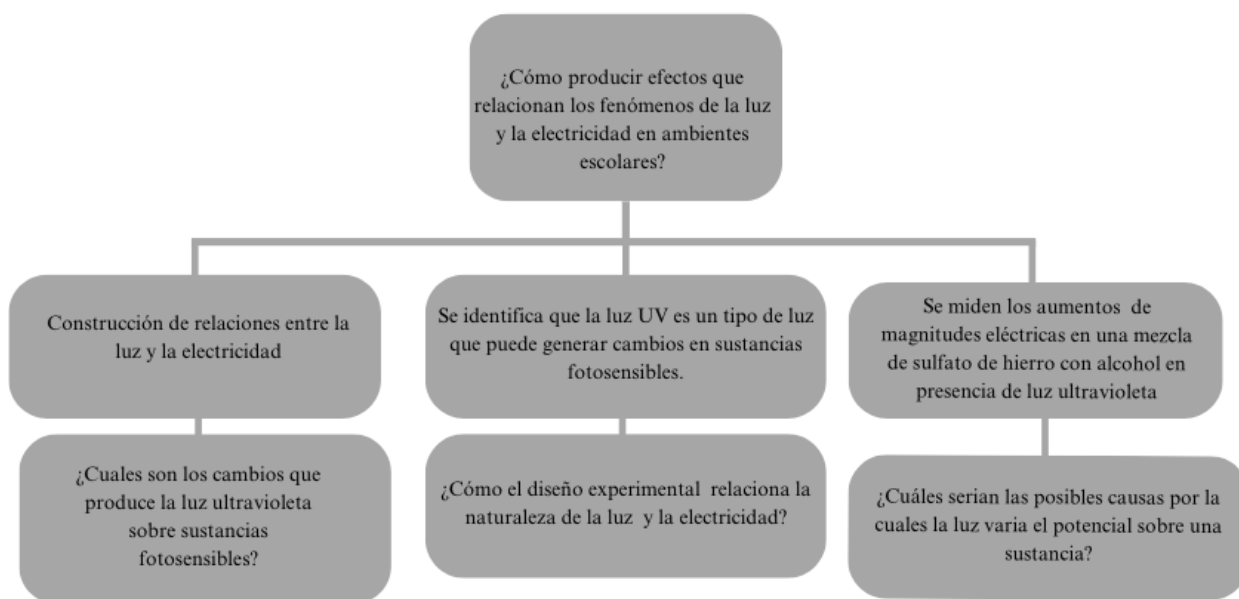 ¿Cómo producir efectos que
relacionan los fenómenos de la luz
y la electricidad en ambientes
escolares?
Construcción de relaciones entre la
luz y la electricidad
Se identifica que la luz UV es un tipo de luz
que puede generar cambios en sustancias
fotosensibles.
Se miden los aumentos de
magnitudes eléctricas en una mezcla
de sulfato de hierro con alcohol en
presencia de luz ultravioleta
¿Cuales son los cambios que
produce la luz ultravioleta
sobre sustancias
fotosensibles?
¿Cómo el diseño experimental relaciona la
naturaleza de la luz y la electricidad?
¿Cuáles serian las posibles causas por la
cuales la luz varia el potencial sobre una
sustancia?